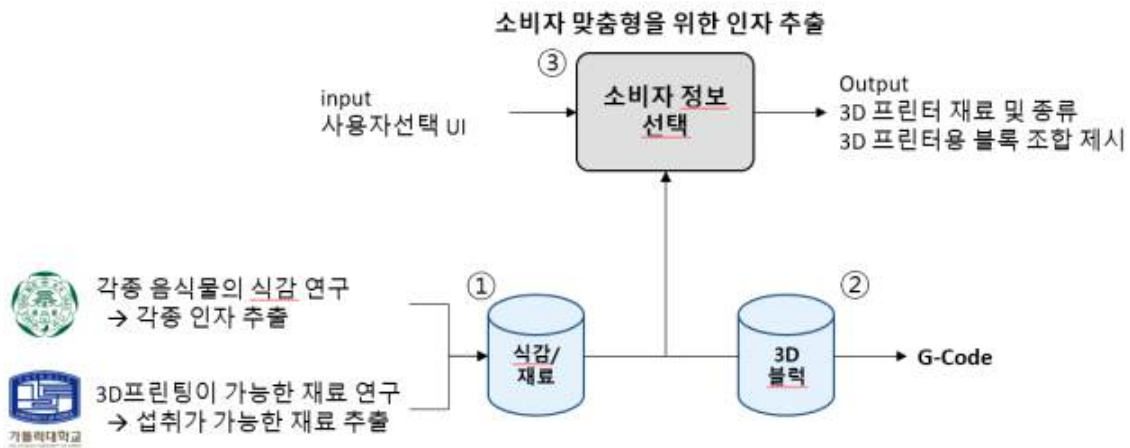 소비자 맞춤형을 위한 인자 추출
③
input
사용자선택 UI
소비자 정보
선택
Output
3D 프린터 재료 및 종류
3D 프린터용 블록 조합 제시
각종 음식물의 식감 연구
→ 각종 인자 추출
3D프린팅이 가능한 재료 연구
→ 섭취가 가능한 재료 추출
가톨릭대학교
①
식감/
재료
②
3D
블럭
G-Code